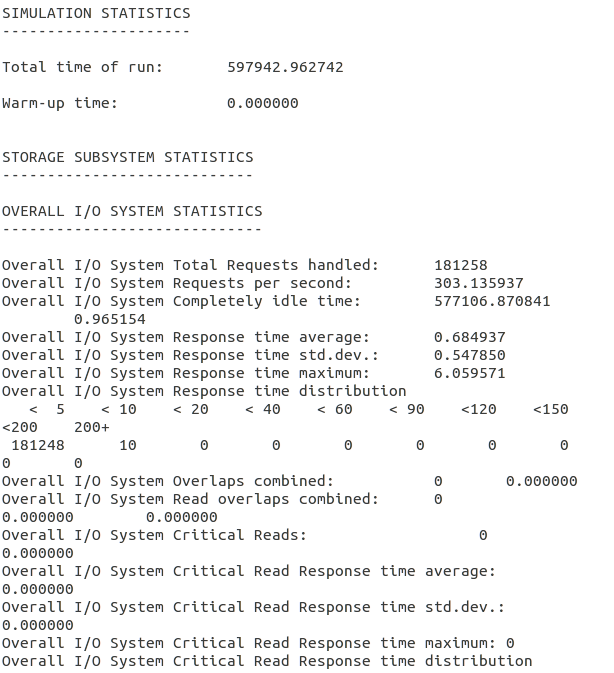 SIMULATION STATISTICS
---------------------
Total time of run:       597942.962742
Warm-up time:            0.000000
STORAGE SUBSYSTEM STATISTICS
----------------------------
OVERALL I/O SYSTEM STATISTICS
-----------------------------
Overall I/O System Total Requests handled:      181258
Overall I/O System Requests per second:         303.135937
Overall I/O System Completely idle time:        577106.870841
        0.965154
Overall I/O System Response time average:       0.684937
Overall I/O System Response time std.dev.:      0.547850
Overall I/O System Response time maximum:       6.059571
Overall I/O System Response time distribution
   <  5    < 10    < 20    < 40    < 60    < 90    <120    <150
<200    200+
 181248      10       0       0       0       0       0       0
0       0
Overall I/O System Overlaps combined:           0       0.000000
Overall I/O System Read overlaps combined:      0
0.000000        0.000000
Overall I/O System Critical Reads:                   0
0.000000
Overall I/O System Critical Read Response time average:
0.000000
Overall I/O System Critical Read Response time std.dev.:
0.000000
Overall I/O System Critical Read Response time maximum: 0
Overall I/O System Critical Read Response time distribution